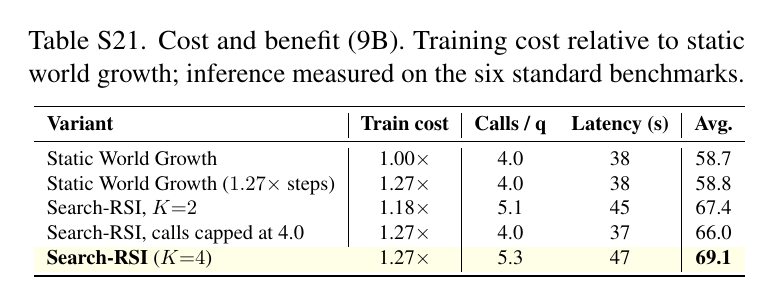 Table S21. Cost and benefit (9B). Training cost relative to static
world growth; inference measured on the six standard benchmarks.
Variant Train cost Calls / q Latency (s) Avg.
Static World Growth 1.00× 4.0 38 58.7
Static World Growth (1.27× steps) 1.27× 4.0 38 58.8
Search-RSI, K=2 1.18× 5.1 45 67.4
Search-RSI, calls capped at 4.0 1.27× 4.0 37 66.0
Search-RSI (K=4) 1.27× 5.3 47 69.1